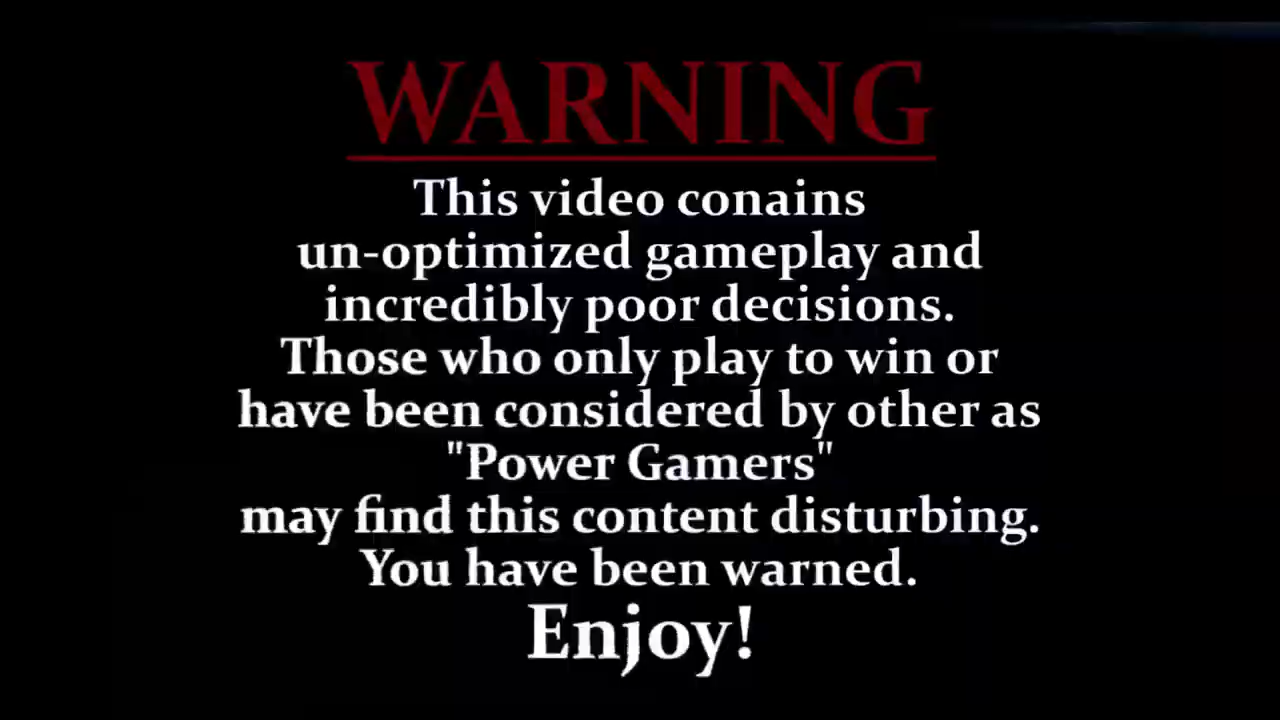 WARNING
This video conains
un-optimized gameplay and
incredibly poor decisions.
Those who only play to win or
have been considered by other as
"Power Gamers"
may find this content disturbing.
You have been warned.
Enjoy!